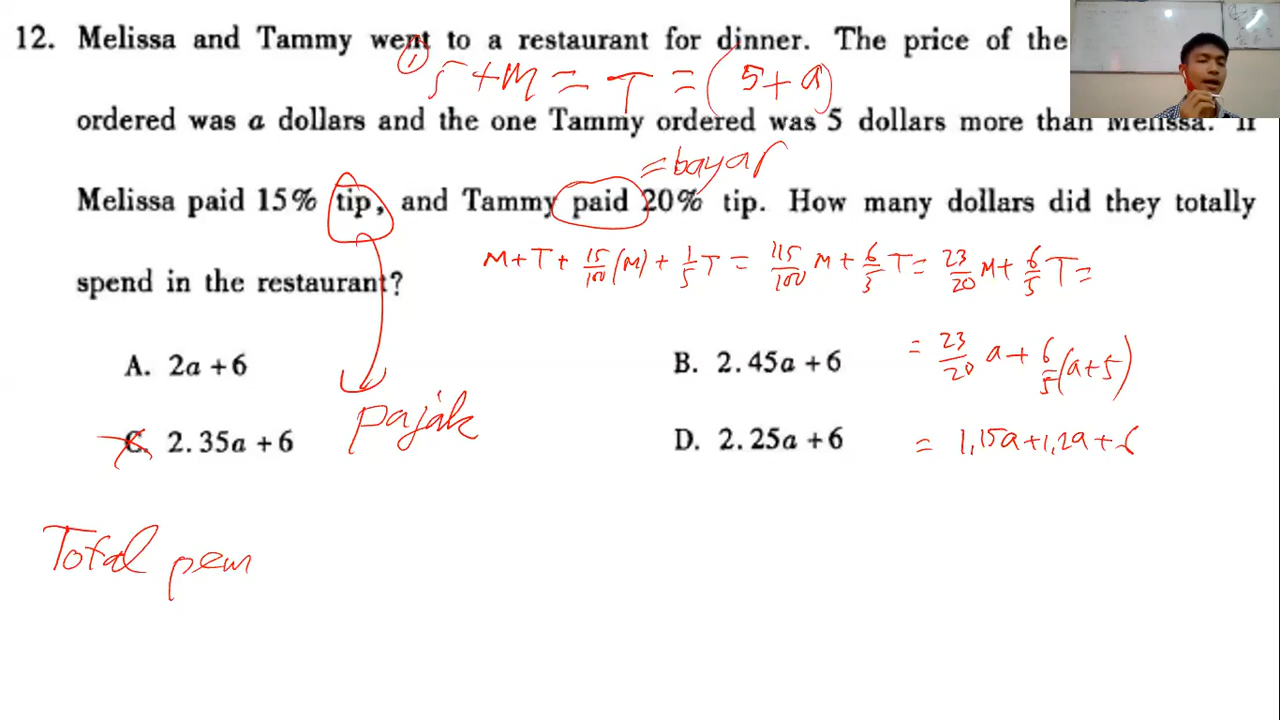 12. Melissa and Tammy went to a restaurant for dinner. The price of the
① 5 + M = T = (5+a)
ordered was a dollars and the one Tammy ordered was 5 dollars more than Melissa. If
= bayar
Melissa paid 15% tip, and Tammy paid 20% tip. How many dollars did they totally
M + T + 15/100 (M) + 1/5 T = 115/100 M + 6/5 T = 23/20 M + 6/5 T =
spend in the restaurant?
= 23/20 a + 6/5 (a+5)
A. 2a + 6 B. 2.45a + 6
pajak
C. 2.35a + 6 D. 2.25a + 6
= 1,15a + 1,2a + 6
Total pem